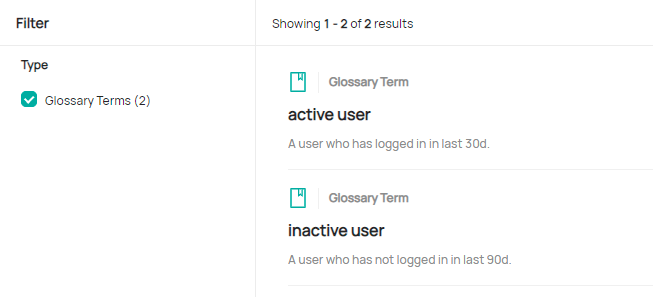 Filter
Showing 1 - 2 of 2 results
Type
Glossary Terms (2)
Glossary Term
active user
A user who has logged in in last 30d.
Glossary Term
inactive user
A user who has not logged in in last 90d.